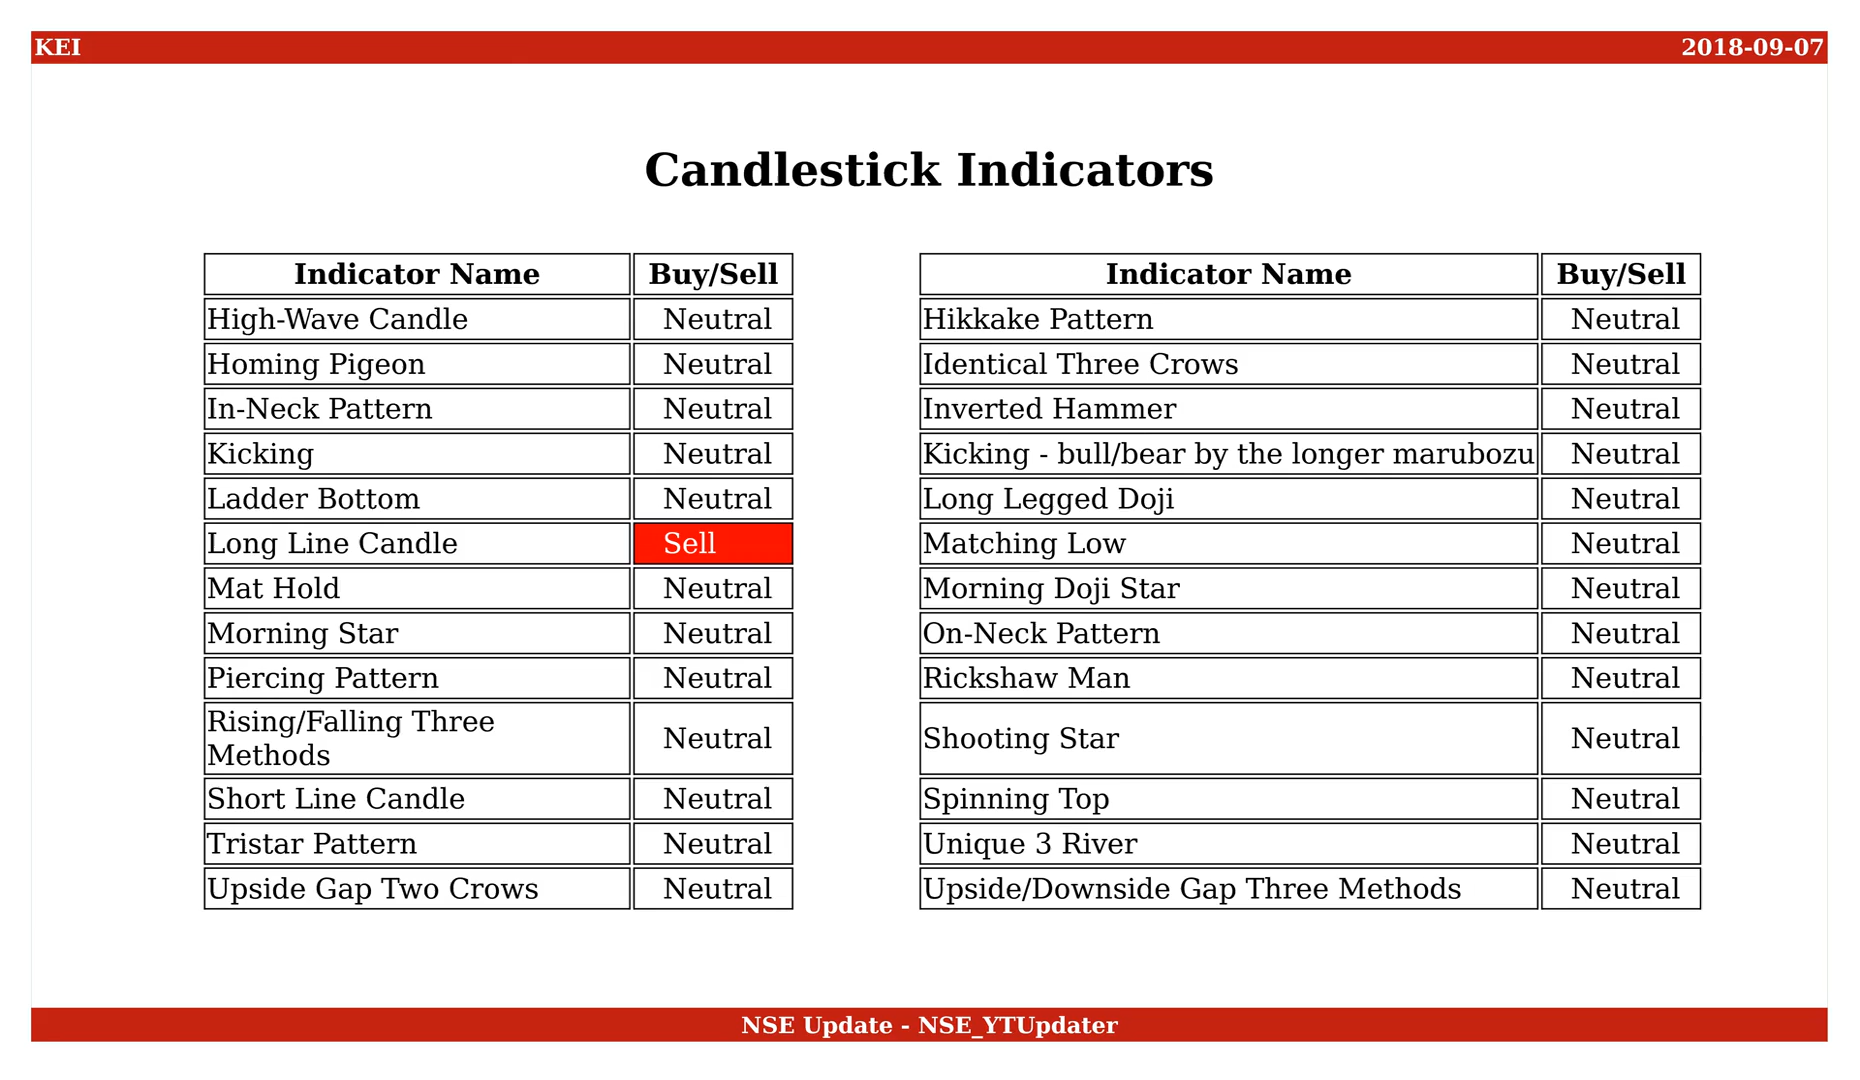 KEI 2018-09-07
Candlestick Indicators
Indicator Name Buy/Sell
High-Wave Candle Neutral
Homing Pigeon Neutral
In-Neck Pattern Neutral
Kicking Neutral
Ladder Bottom Neutral
Long Line Candle Sell
Mat Hold Neutral
Morning Star Neutral
Piercing Pattern Neutral
Rising/Falling Three
Methods Neutral
Short Line Candle Neutral
Tristar Pattern Neutral
Upside Gap Two Crows Neutral
Indicator Name Buy/Sell
Hikkake Pattern Neutral
Identical Three Crows Neutral
Inverted Hammer Neutral
Kicking - bull/bear by the longer marubozu Neutral
Long Legged Doji Neutral
Matching Low Neutral
Morning Doji Star Neutral
On-Neck Pattern Neutral
Rickshaw Man Neutral
Shooting Star Neutral
Spinning Top Neutral
Unique 3 River Neutral
Upside/Downside Gap Three Methods Neutral
NSE Update - NSE_YTUpdater